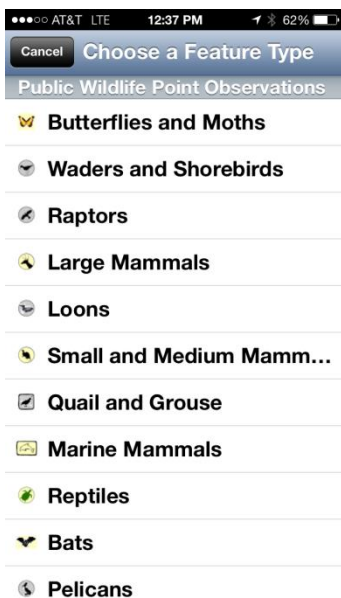 AT&T LTE 12:37 PM 62%
Cancel Choose a Feature Type
Public Wildlife Point Observations
Butterflies and Moths
Waders and Shorebirds
Raptors
Large Mammals
Loons
Small and Medium Mamm...
Quail and Grouse
Marine Mammals
Reptiles
Bats
Pelicans